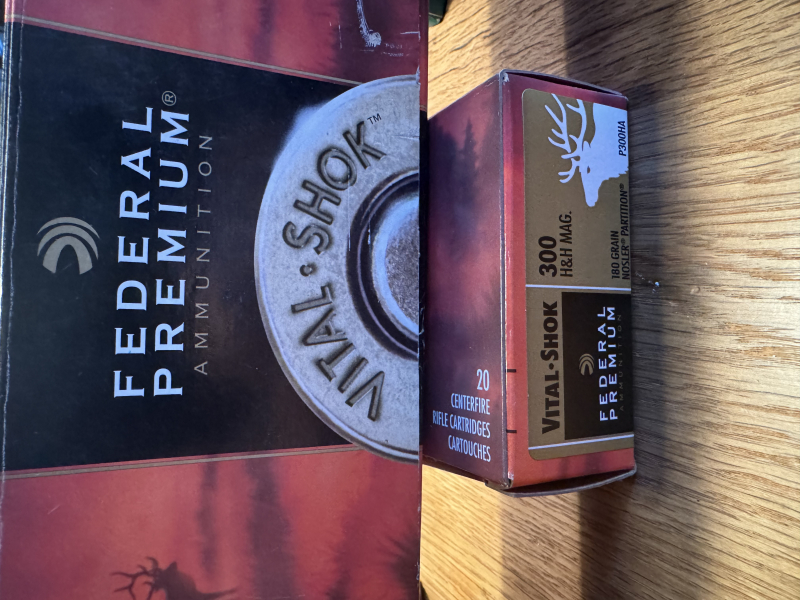 FEDERAL
PREMIUM®
AMMUNITION
VITAL·SHOK™
20
CENTERFIRE
RIFLE CARTRIDGES
CARTOUCHES
VITAL·SHOK
FEDERAL
PREMIUM
AMMUNITION
300
H&H MAG.
180 GRAIN
NOSLER® PARTITION®
P300HA